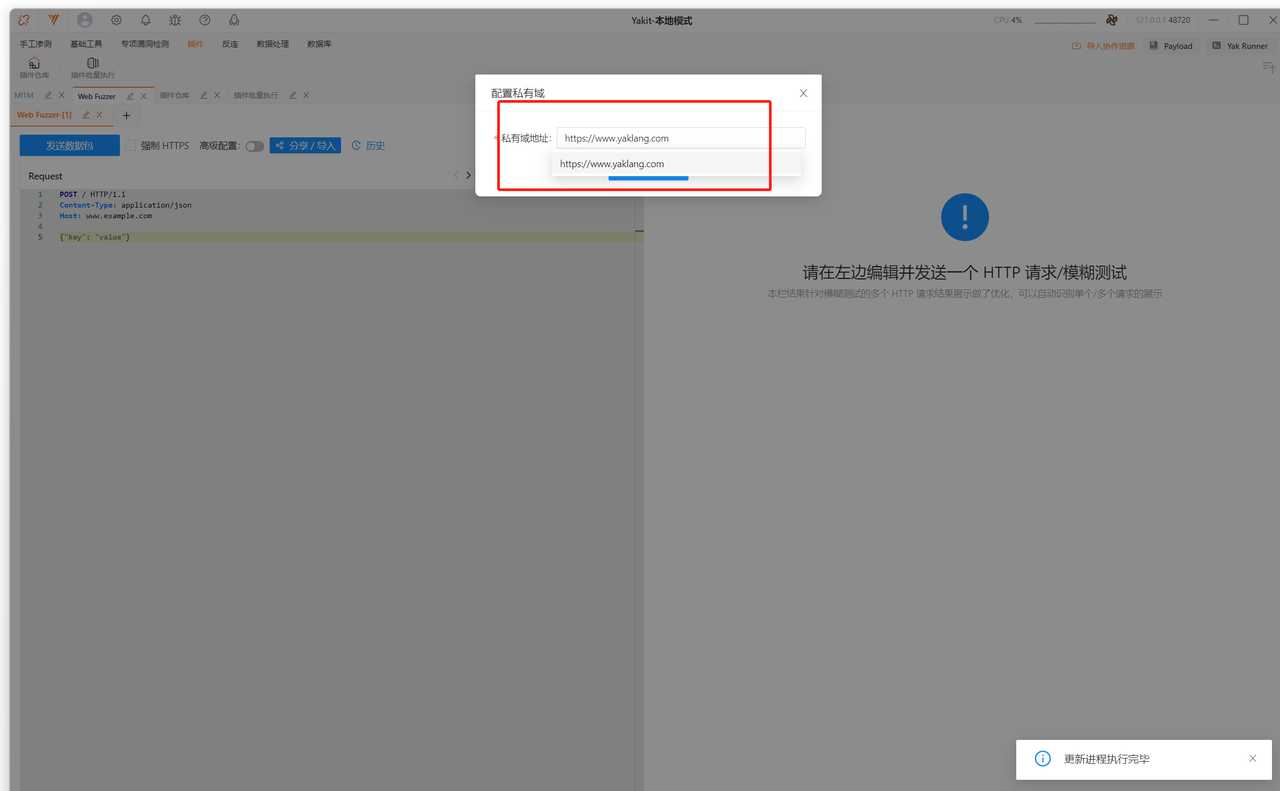 Yakit-本地模式
CPU 4%
127.0.0.1:48720
手工渗透 基础工具 专项漏洞检测 插件 反连 数据处理 数据库
导入协作资源 Payload Yak Runner
插件仓库 插件批量执行
MITM Web Fuzzer 插件仓库 插件批量执行
Web Fuzzer-[1]
发送数据包 强制 HTTPS 高级配置: 分享 / 导入 历史
Request
1 POST / HTTP/1.1
2 Content-Type: application/json
3 Host: www.example.com
4
5 {"key": "value"}
配置私有域
* 私有域地址: https://www.yaklang.com
https://www.yaklang.com
请在左边编辑并发送一个 HTTP 请求/模糊测试
本栏结果针对模糊测试的多个 HTTP 请求结果展示做了优化，可以自动识别单个/多个请求的展示
更新进程执行完毕